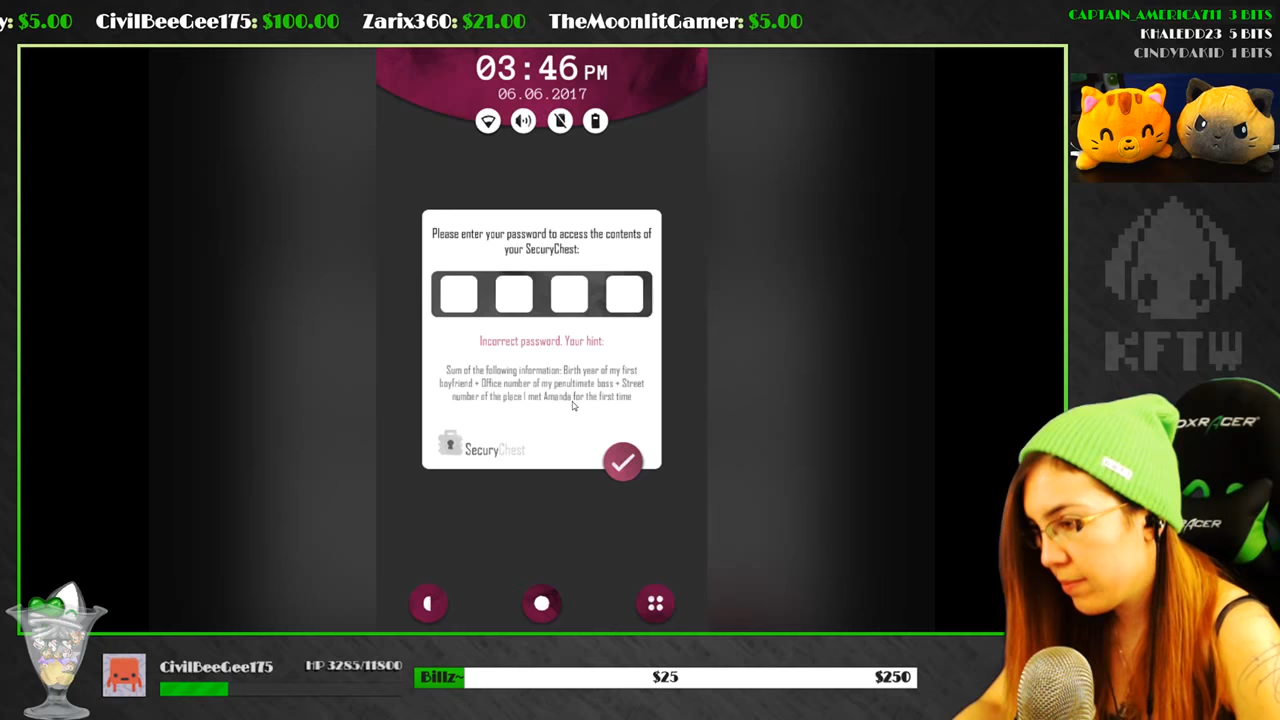 y: $5.00 CivilBeeGee175: $100.00 Zarix360: $21.00 TheMoonlitGamer: $5.00
CAPTAIN_AMERICA711 3 BITS
KHALEDD23 5 BITS
CINDYDAKID 1 BITS
03:46 PM
06.06.2017
Please enter your password to access the contents of
your SecuryChest:
Incorrect password. Your hint:
Sum of the following information: Birth year of my first
boyfriend + Office number of my penultimate boss + Street
number of the place I met Amanda for the first time
SecuryChest
KFTW
DXRACER
RACER
CivilBeeGee175 HP 3285/11800
Billz~ $25 $250